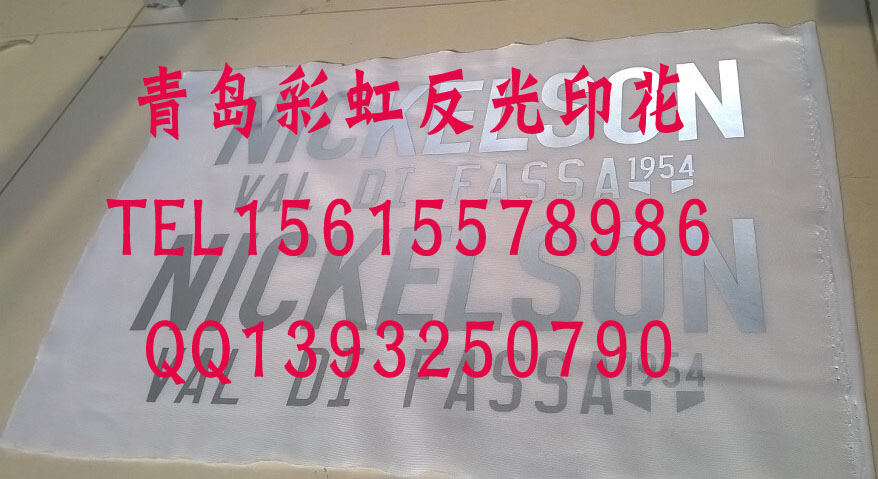 青岛彩虹反光印花
NICKELSON
VAL DI FASSA 1954
TEL15615578986
NICKELSON
QQ1393250790
VAL DI FASSA 1954